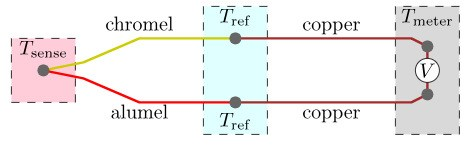 chromel
T_ref
copper
T_meter
T_sense
V
alumel
T_ref
copper